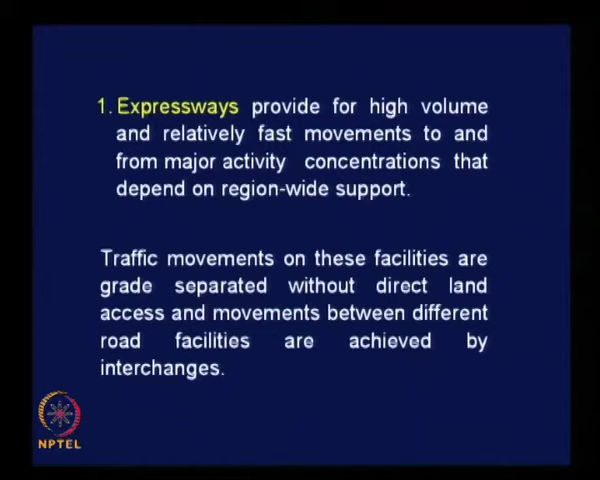 1. Expressways provide for high volume
and relatively fast movements to and
from major activity concentrations that
depend on region-wide support.
Traffic movements on these facilities are
grade separated without direct land
access and movements between different
road facilities are achieved by
interchanges.
NPTEL